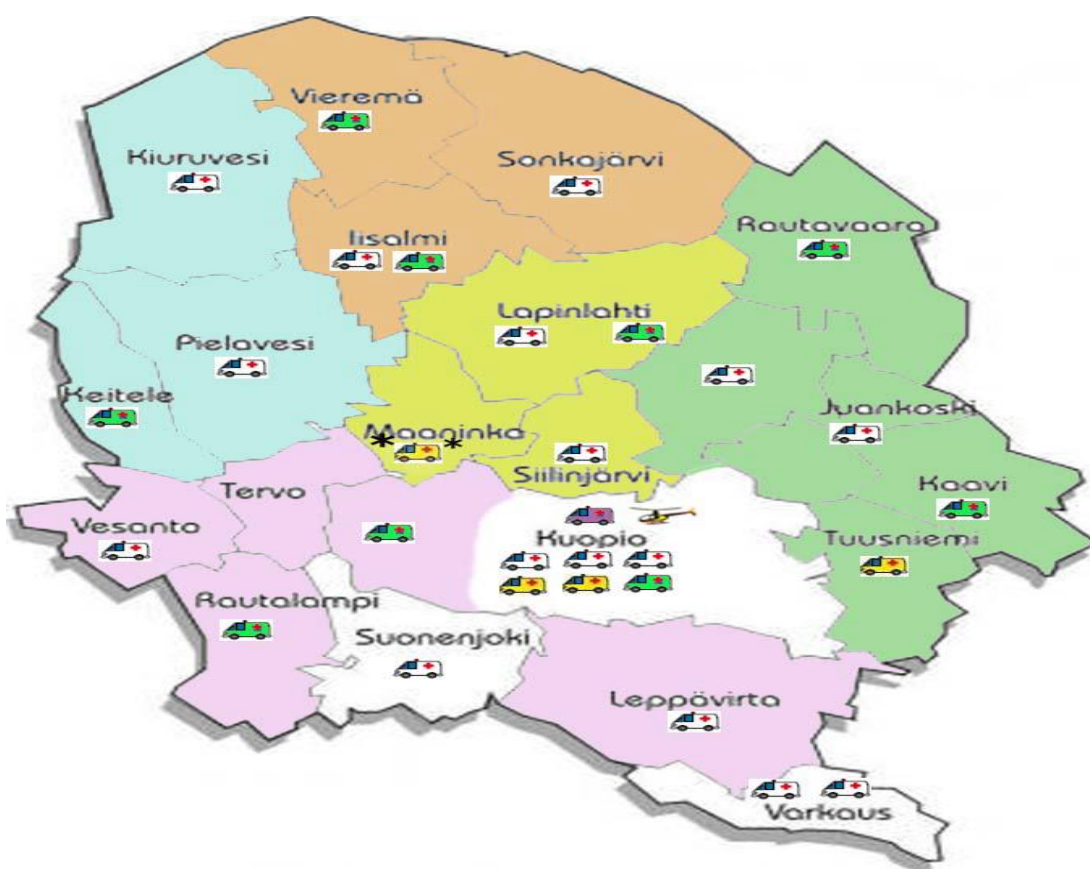 Vieremä
Kiuruvesi
Sonkajärvi
Iisalmi
Rautavaara
Lapinlahti
Pielavesi
Keitele
Juankoski
* Maaninka *
Siilinjärvi
Kaavi
Tervo
Vesanto
Kuopio
Tuusniemi
Rautalampi
Suonenjoki
Leppävirta
Varkaus